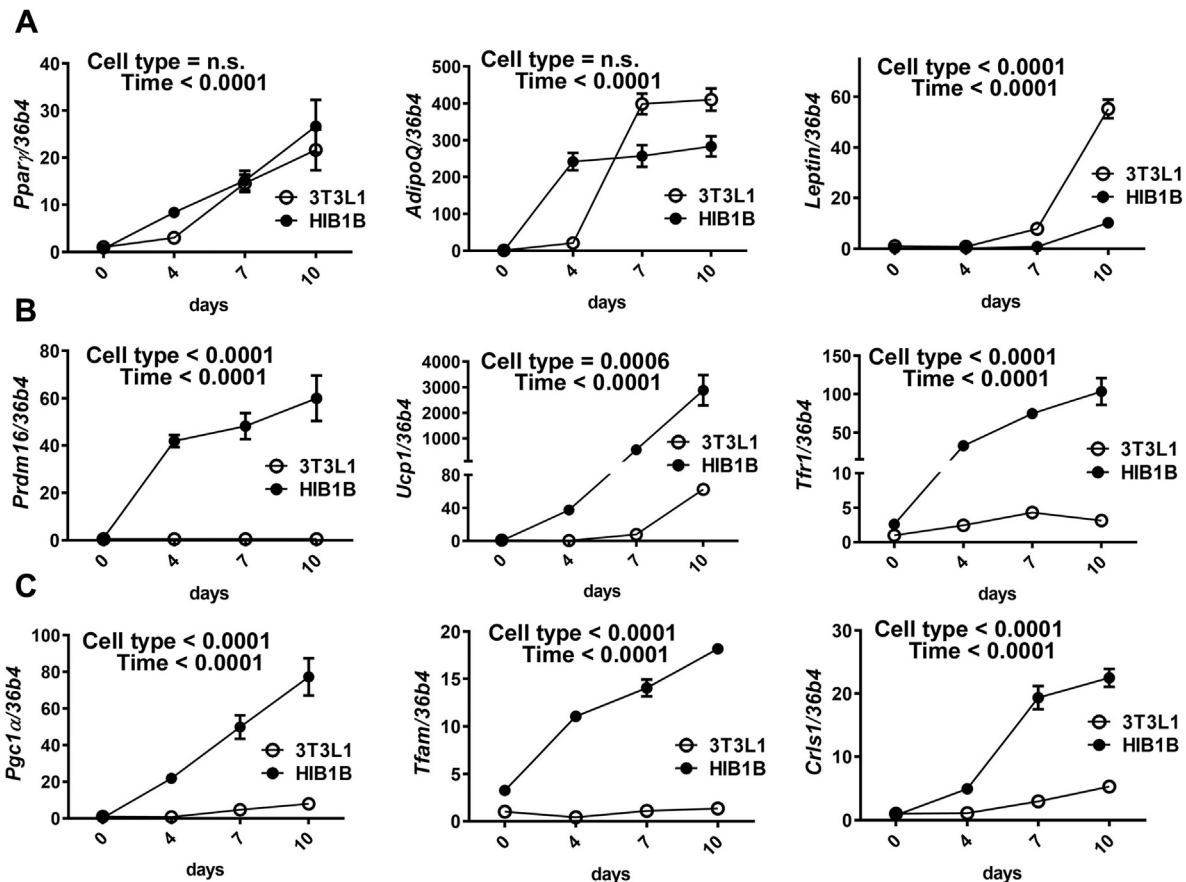 A
Cell type = n.s.
Time < 0.0001
Pparγ/36b4
40
30
20
10
0
3T3L1
HIB1B
0
4
7
10
days
Cell type = n.s.
Time < 0.0001
AdipoQ/36b4
500
400
300
200
100
0
3T3L1
HIB1B
0
4
7
10
days
Cell type < 0.0001
Time < 0.0001
Leptin/36b4
60
40
20
0
3T3L1
HIB1B
0
4
7
10
days
B
Cell type < 0.0001
Time < 0.0001
Prdm16/36b4
80
60
40
20
0
3T3L1
HIB1B
0
4
7
10
days
Cell type = 0.0006
Time < 0.0001
Ucp1/36b4
4000
3000
2000
1000
80
40
0
3T3L1
HIB1B
0
4
7
10
days
Cell type < 0.0001
Time < 0.0001
Tfr1/36b4
150
100
50
10
5
0
3T3L1
HIB1B
0
4
7
10
days
C
Cell type < 0.0001
Time < 0.0001
Pgc1α/36b4
100
80
60
40
20
0
3T3L1
HIB1B
0
4
7
10
days
Cell type < 0.0001
Time < 0.0001
Tfam/36b4
20
15
10
5
0
3T3L1
HIB1B
0
4
7
10
days
Cell type < 0.0001
Time < 0.0001
Crls1/36b4
30
20
10
0
3T3L1
HIB1B
0
4
7
10
days